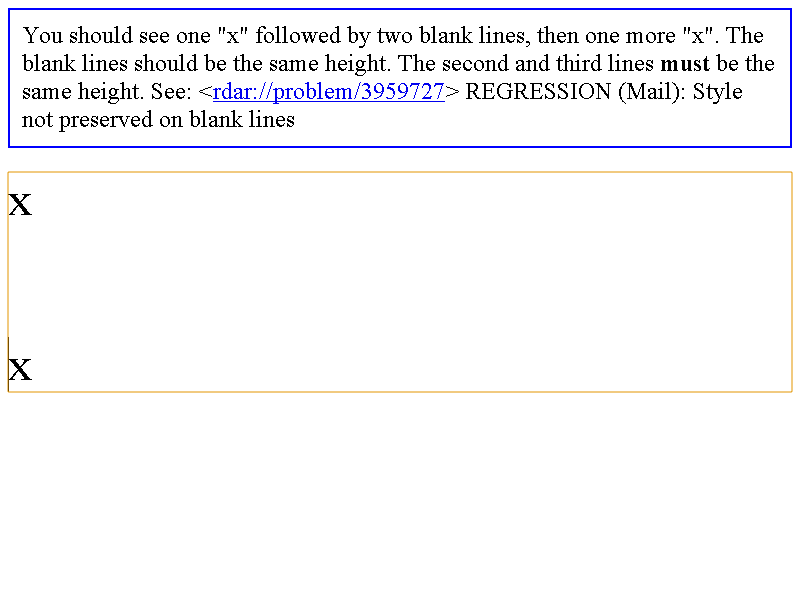 You should see one "x" followed by two blank lines, then one more "x". The
blank lines should be the same height. The second and third lines must be the
same height. See: <rdar://problem/3959727> REGRESSION (Mail): Style
not preserved on blank lines
x
x